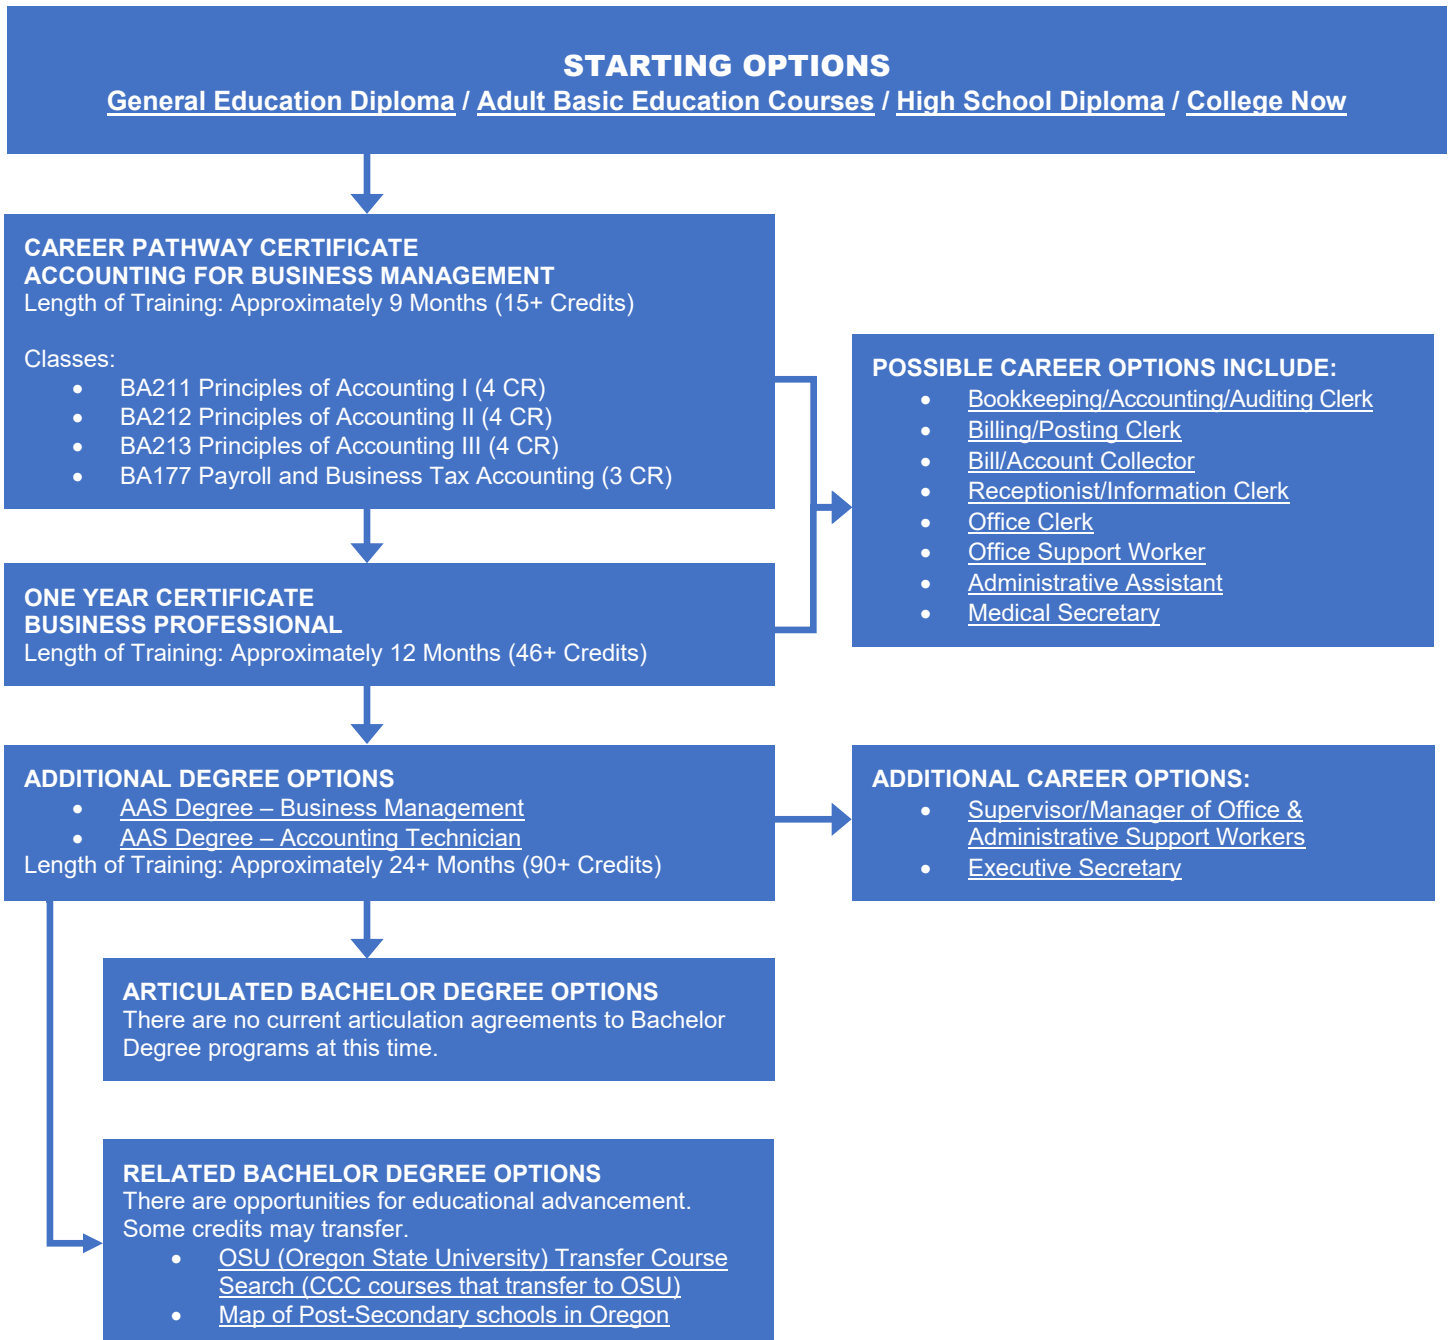 STARTING OPTIONS
General Education Diploma / Adult Basic Education Courses / High School Diploma / College Now
CAREER PATHWAY CERTIFICATE
ACCOUNTING FOR BUSINESS MANAGEMENT
Length of Training: Approximately 9 Months (15+ Credits)
Classes:
• BA211 Principles of Accounting I (4 CR)
• BA212 Principles of Accounting II (4 CR)
• BA213 Principles of Accounting III (4 CR)
• BA177 Payroll and Business Tax Accounting (3 CR)
POSSIBLE CAREER OPTIONS INCLUDE:
• Bookkeeping/Accounting/Auditing Clerk
• Billing/Posting Clerk
• Bill/Account Collector
• Receptionist/Information Clerk
• Office Clerk
• Office Support Worker
• Administrative Assistant
• Medical Secretary
ONE YEAR CERTIFICATE
BUSINESS PROFESSIONAL
Length of Training: Approximately 12 Months (46+ Credits)
ADDITIONAL DEGREE OPTIONS
• AAS Degree – Business Management
• AAS Degree – Accounting Technician
Length of Training: Approximately 24+ Months (90+ Credits)
ADDITIONAL CAREER OPTIONS:
• Supervisor/Manager of Office &
Administrative Support Workers
• Executive Secretary
ARTICULATED BACHELOR DEGREE OPTIONS
There are no current articulation agreements to Bachelor
Degree programs at this time.
RELATED BACHELOR DEGREE OPTIONS
There are opportunities for educational advancement.
Some credits may transfer.
• OSU (Oregon State University) Transfer Course
Search (CCC courses that transfer to OSU)
• Map of Post-Secondary schools in Oregon